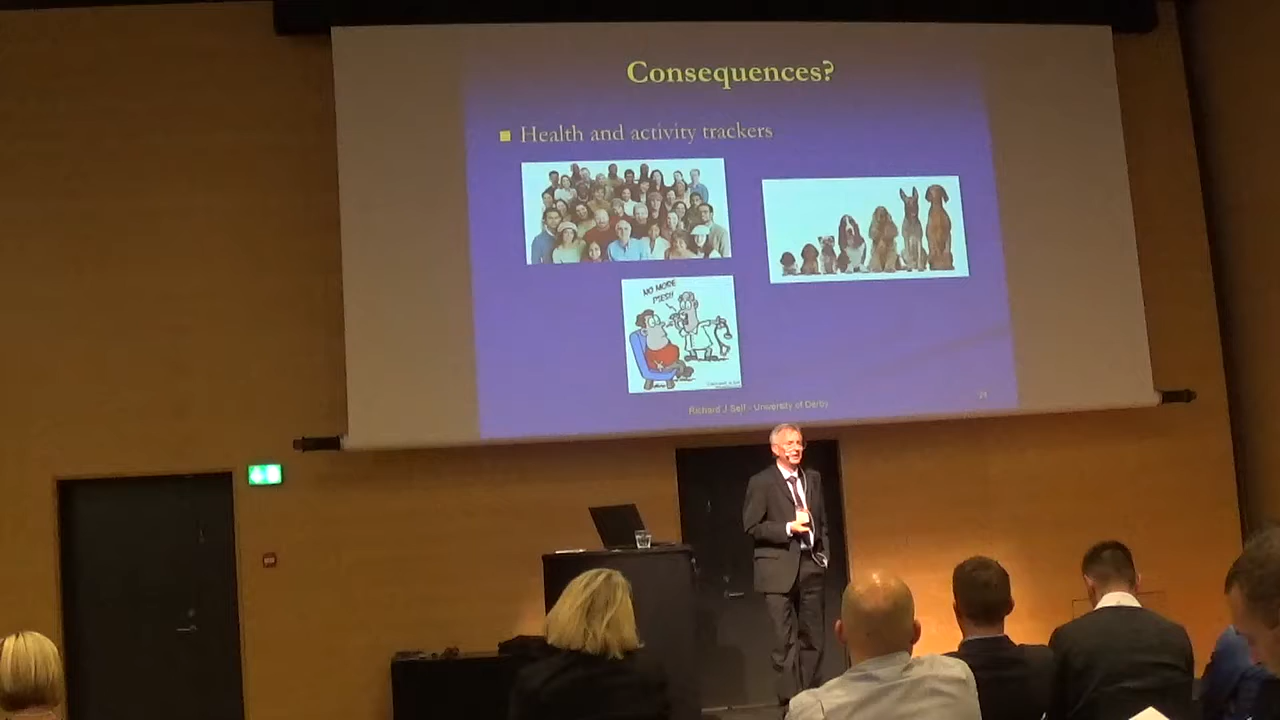 Consequences?
Health and activity trackers
NO MORE
PIES!!
Richard J Self - University of Derby